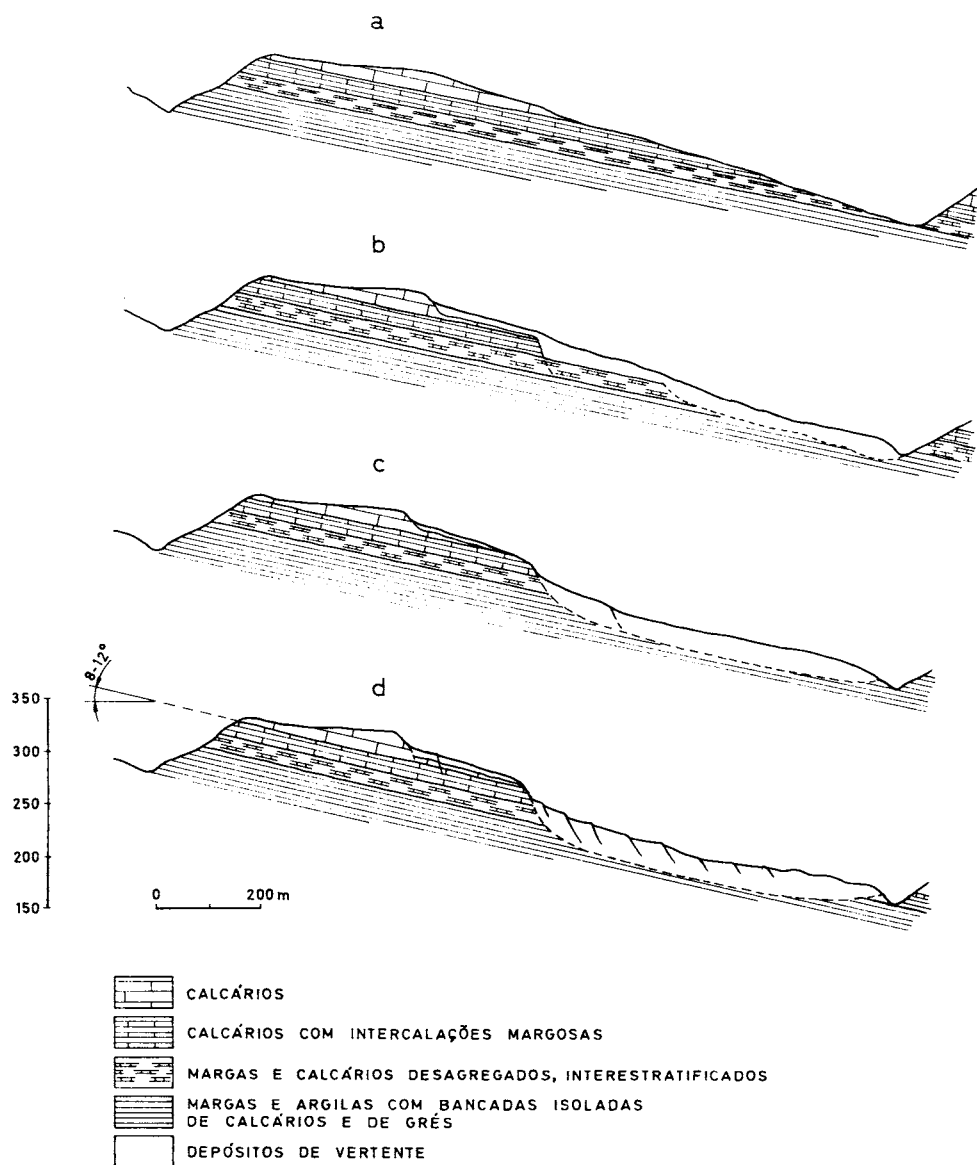 a
b
c
d
8-12°
350
300
250
200
150
0 200 m
CALCÁRIOS
CALCÁRIOS COM INTERCALAÇÕES MARGOSAS
MARGAS E CALCÁRIOS DESAGREGADOS, INTERESTRATIFICADOS
MARGAS E ARGILAS COM BANCADAS ISOLADAS
DE CALCÁRIOS E DE GRÉS
DEPÓSITOS DE VERTENTE